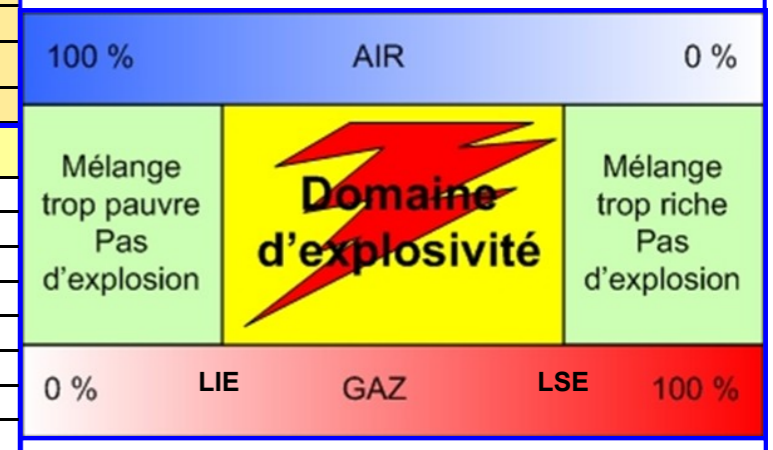 100 % AIR 0 %
Mélange
trop pauvre
Pas
d'explosion
Domaine
d'explosivité
Mélange
trop riche
Pas
d'explosion
0 % LIE GAZ LSE 100 %